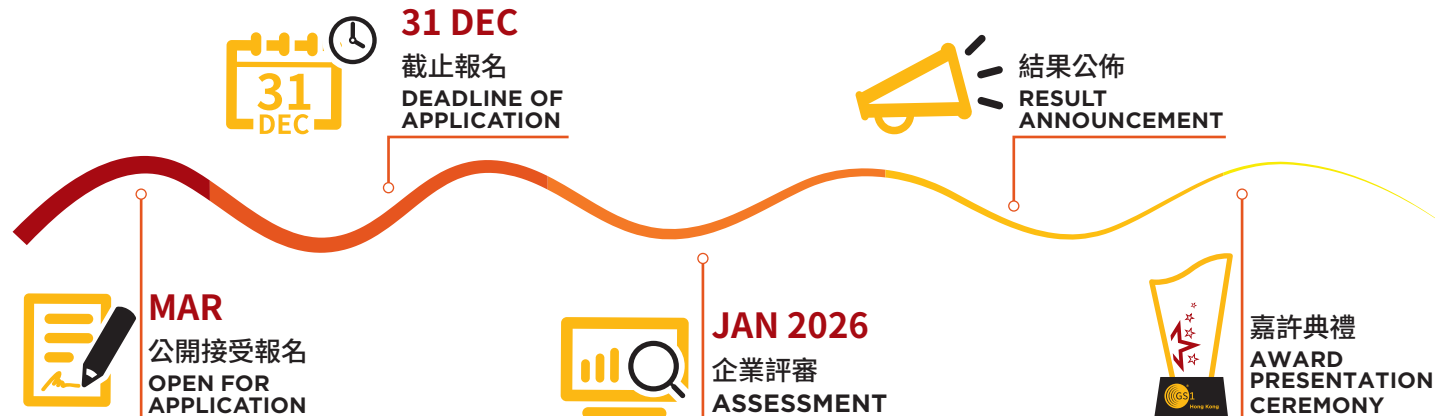 MAR
公開接受報名
OPEN FOR
APPLICATION
31
DEC
31 DEC
截止報名
DEADLINE OF
APPLICATION
JAN 2026
企業評審
ASSESSMENT
結果公佈
RESULT
ANNOUNCEMENT
嘉許典禮
AWARD
PRESENTATION
CEREMONY
GS1
Hong Kong